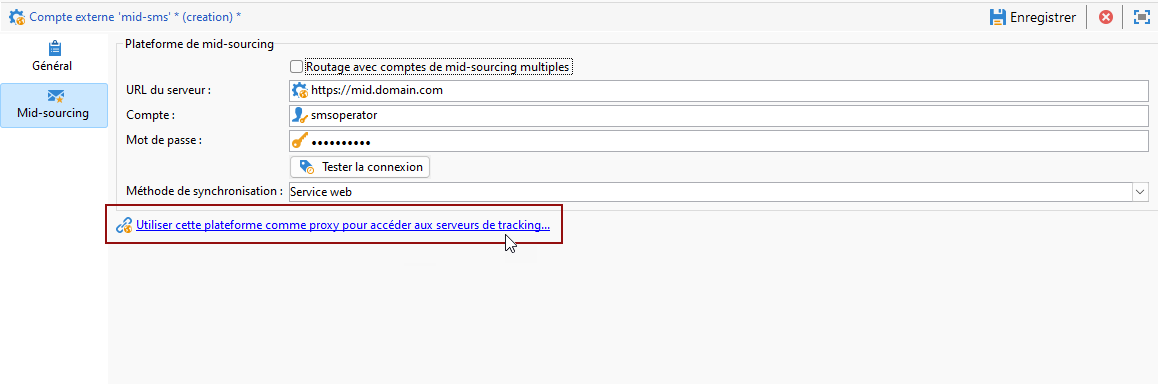 Compte externe 'mid-sms' * (creation) *
Enregistrer
Général
Mid-sourcing
Plateforme de mid-sourcing
Routage avec comptes de mid-sourcing multiples
URL du serveur : https://mid.domain.com
Compte : smsoperator
Mot de passe : ••••••••••
Tester la connexion
Méthode de synchronisation : Service web
Utiliser cette plateforme comme proxy pour accéder aux serveurs de tracking...